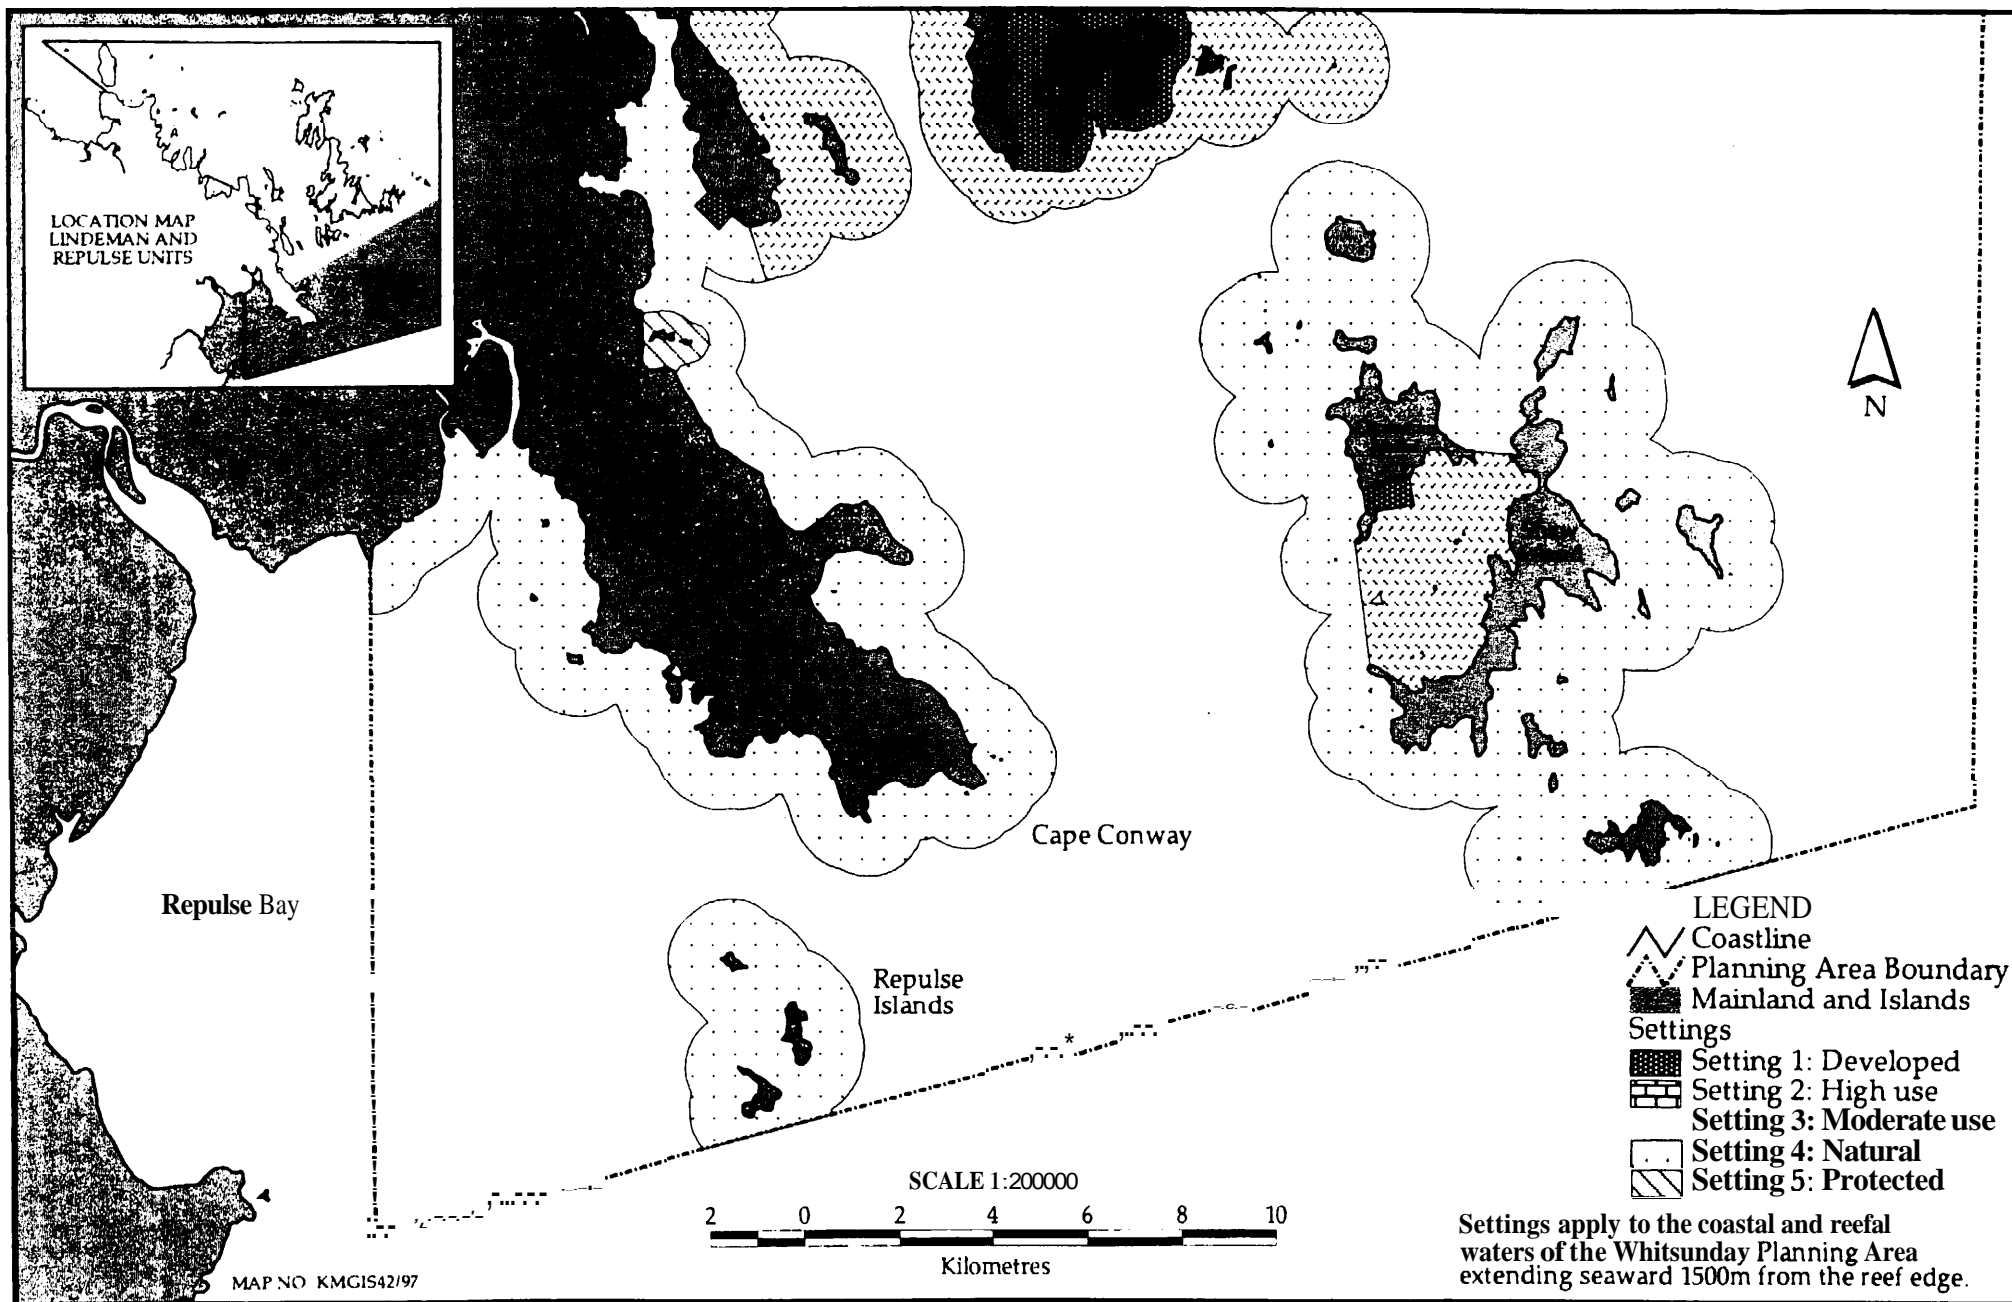 LOCATION MAP
LINDEMAN AND
REPULSE UNITS
N
Cape Conway
Repulse Bay
Repulse
Islands
LEGEND
Coastline
Planning Area Boundary
Mainland and Islands
Settings
Setting 1: Developed
Setting 2: High use
Setting 3: Moderate use
Setting 4: Natural
Setting 5: Protected
SCALE 1:200000
2 0 2 4 6 8 10
Kilometres
Settings apply to the coastal and reefal
waters of the Whitsunday Planning Area
extending seaward 1500m from the reef edge.
MAP NO KMGIS42/97